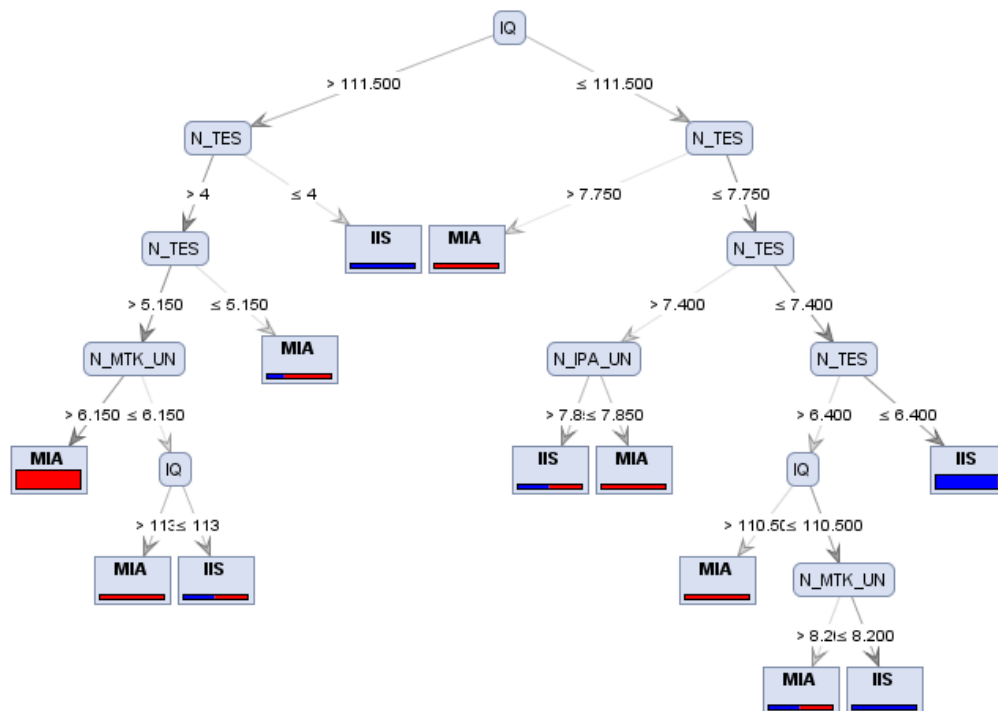 IQ
> 111.500 ≤ 111.500
N_TES N_TES
> 4 ≤ 4 > 7.750 ≤ 7.750
N_TES IIS MIA N_TES
> 5.150 ≤ 5.150 > 7.400 ≤ 7.400
N_MTK_UN MIA N_IPA_UN N_TES
> 6.150 ≤ 6.150 ≤ 7.850 > 6.400 ≤ 6.400
MIA IQ IIS MIA IQ IIS
≤ 113 ≤ 110.500
MIA IIS MIA N_MTK_UN
≤ 8.200
MIA IIS